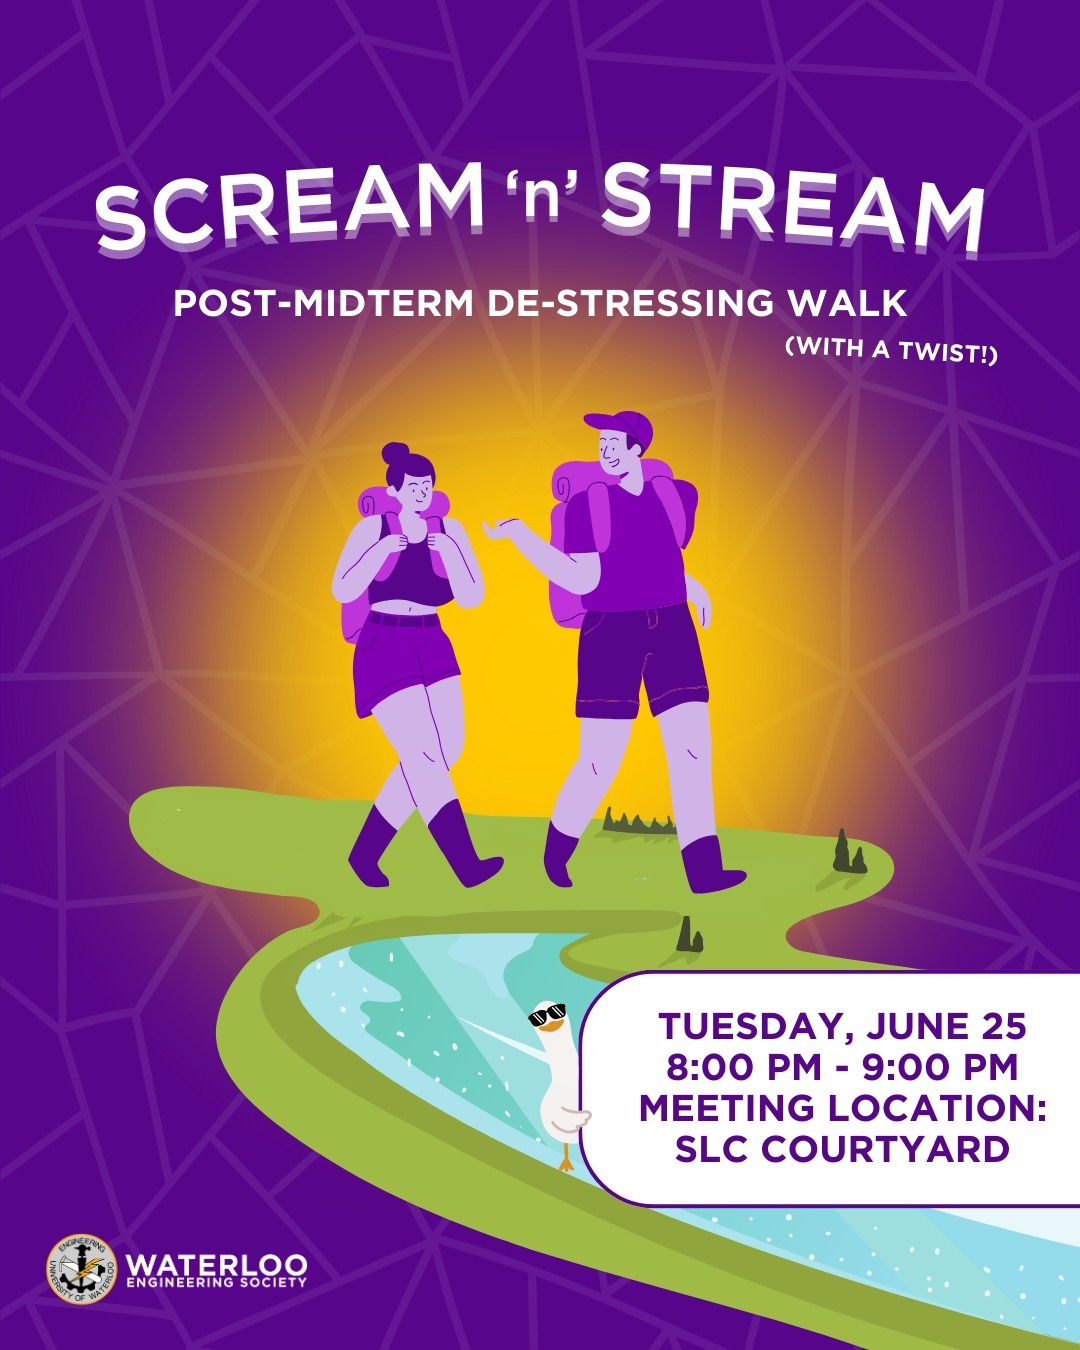 SCREAM ‘n’ STREAM
POST-MIDTERM DE-STRESSING WALK
(WITH A TWIST!)
TUESDAY, JUNE 25
8:00 PM - 9:00 PM
MEETING LOCATION:
SLC COURTYARD
ENGINEERING
UNIVERSITY OF WATERLOO
WATERLOO
ENGINEERING SOCIETY